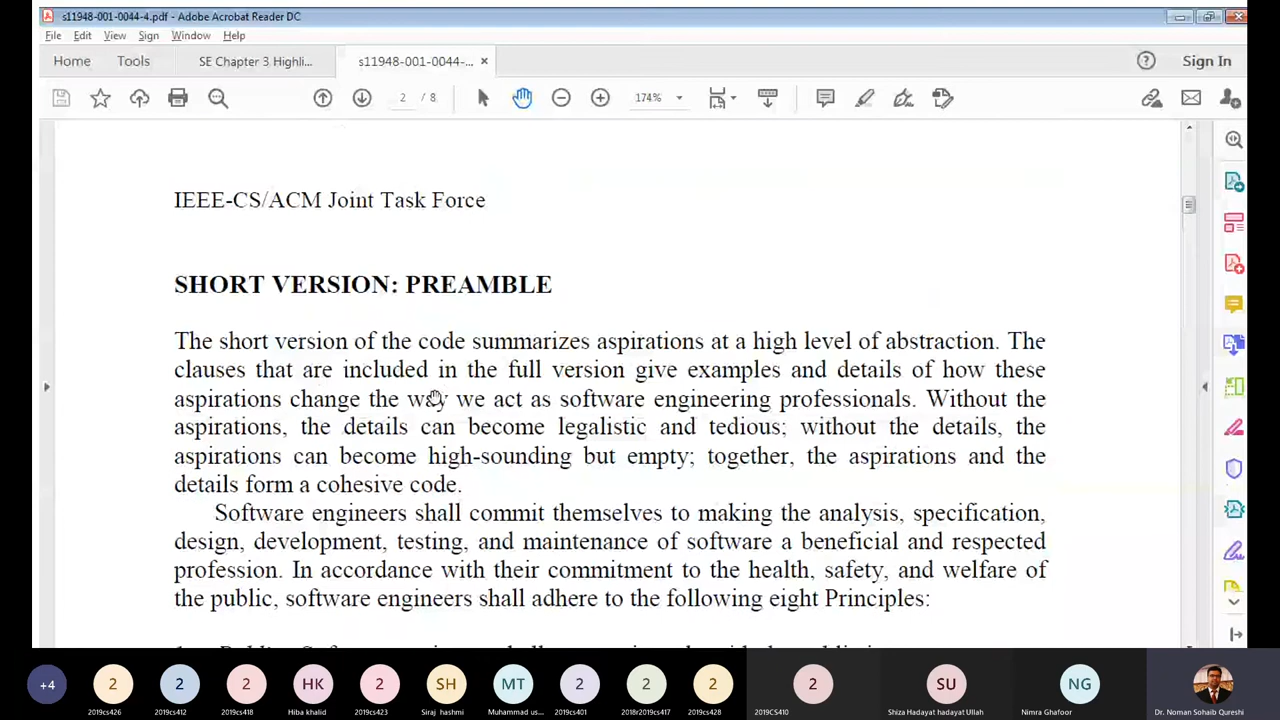 s11948-001-0044-4.pdf - Adobe Acrobat Reader DC
File Edit View Sign Window Help
Home Tools SE Chapter 3 Highli... s11948-001-0044-... × Sign In
2 / 8 174%
IEEE-CS/ACM Joint Task Force
SHORT VERSION: PREAMBLE
The short version of the code summarizes aspirations at a high level of abstraction. The
clauses that are included in the full version give examples and details of how these
aspirations change the way we act as software engineering professionals. Without the
aspirations, the details can become legalistic and tedious; without the details, the
aspirations can become high-sounding but empty; together, the aspirations and the
details form a cohesive code.
Software engineers shall commit themselves to making the analysis, specification,
design, development, testing, and maintenance of software a beneficial and respected
profession. In accordance with their commitment to the health, safety, and welfare of
the public, software engineers shall adhere to the following eight Principles:
+4 2 2 2 HK 2 SH MT 2 2 2 2 SU NG
2019cs426 2019cs412 2019cs418 Hiba khalid 2019cs423 Siraj hashmi Muhammad us... 2019cs401 2018r2019cs417 2019cs428 2019CS410 Shiza Hadayat hadayat Ullah Nimra Ghafoor Dr. Noman Sohaib Qureshi